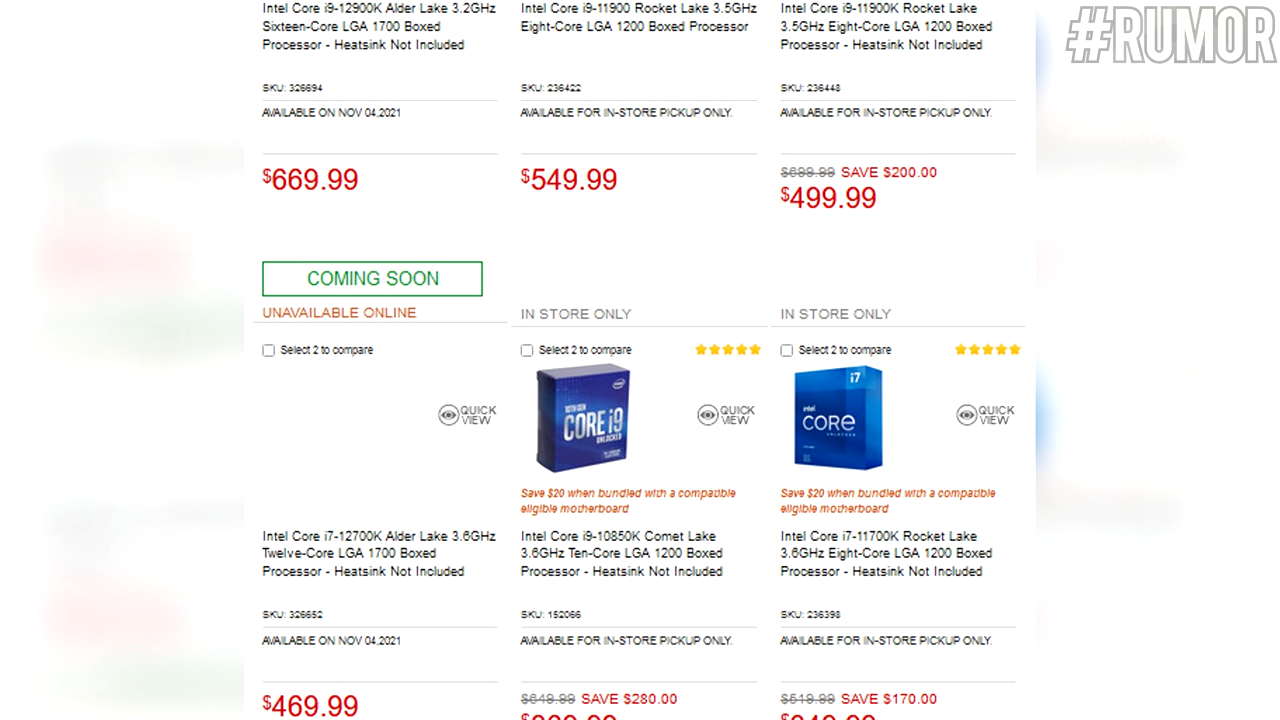 #RUMOR
Intel Core i9-12900K Alder Lake 3.2GHz
Sixteen-Core LGA 1700 Boxed
Processor - Heatsink Not Included
SKU: 326694
AVAILABLE ON NOV 04,2021
$669.99
COMING SOON
UNAVAILABLE ONLINE
Intel Core i9-11900 Rocket Lake 3.5GHz
Eight-Core LGA 1200 Boxed Processor
SKU: 236422
AVAILABLE FOR IN-STORE PICKUP ONLY.
$549.99
IN STORE ONLY
Intel Core i9-11900K Rocket Lake
3.5GHz Eight-Core LGA 1200 Boxed
Processor - Heatsink Not Included
SKU: 236448
AVAILABLE FOR IN-STORE PICKUP ONLY.
$699.99 SAVE $200.00
$499.99
IN STORE ONLY
Select 2 to compare
QUICK
VIEW
Intel Core i7-12700K Alder Lake 3.6GHz
Twelve-Core LGA 1700 Boxed
Processor - Heatsink Not Included
SKU: 326652
AVAILABLE ON NOV 04,2021
$469.99
Select 2 to compare
intel
10TH GEN
CORE i9
UNLOCKED
QUICK
VIEW
Save $20 when bundled with a compatible
eligible motherboard
Intel Core i9-10850K Comet Lake
3.6GHz Ten-Core LGA 1200 Boxed
Processor - Heatsink Not Included
SKU: 152066
AVAILABLE FOR IN-STORE PICKUP ONLY.
$649.99 SAVE $280.00
Select 2 to compare
i7
intel
CORE
UNLOCKED
QUICK
VIEW
Save $20 when bundled with a compatible
eligible motherboard
Intel Core i7-11700K Rocket Lake
3.6GHz Eight-Core LGA 1200 Boxed
Processor - Heatsink Not Included
SKU: 236398
AVAILABLE FOR IN-STORE PICKUP ONLY.
$519.99 SAVE $170.00